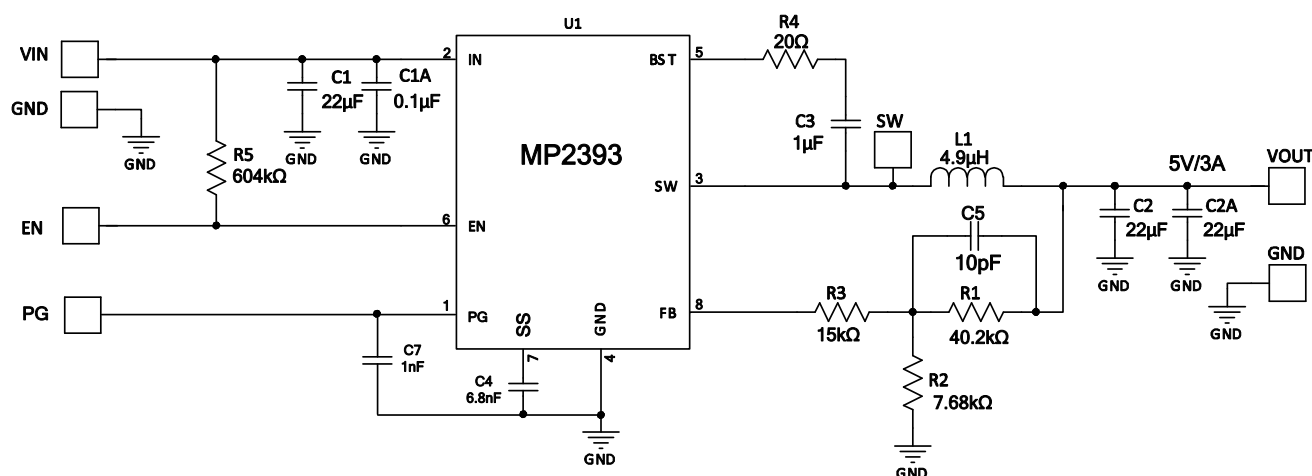 U1
R4
20Ω
VIN
2
IN
BST
5
C1
22µF
C1A
0.1µF
GND
GND
GND
GND
C3
1µF
SW
R5
604kΩ
MP2393
L1
4.9µH
5V/3A
VOUT
SW
3
EN
6
EN
C5
10pF
C2
22µF
C2A
22µF
GND
GND
GND
GND
PG
1
PG
SS
GND
FB
8
R3
15kΩ
R1
40.2kΩ
C7
1nF
7
4
C4
6.8nF
R2
7.68kΩ
GND
GND